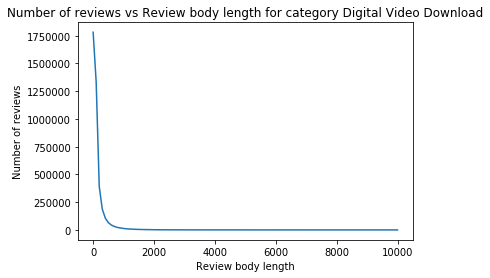 Number of reviews vs Review body length for category Digital Video Download
Number of reviews
1750000
1500000
1250000
1000000
750000
500000
250000
0
0 2000 4000 6000 8000 10000
Review body length